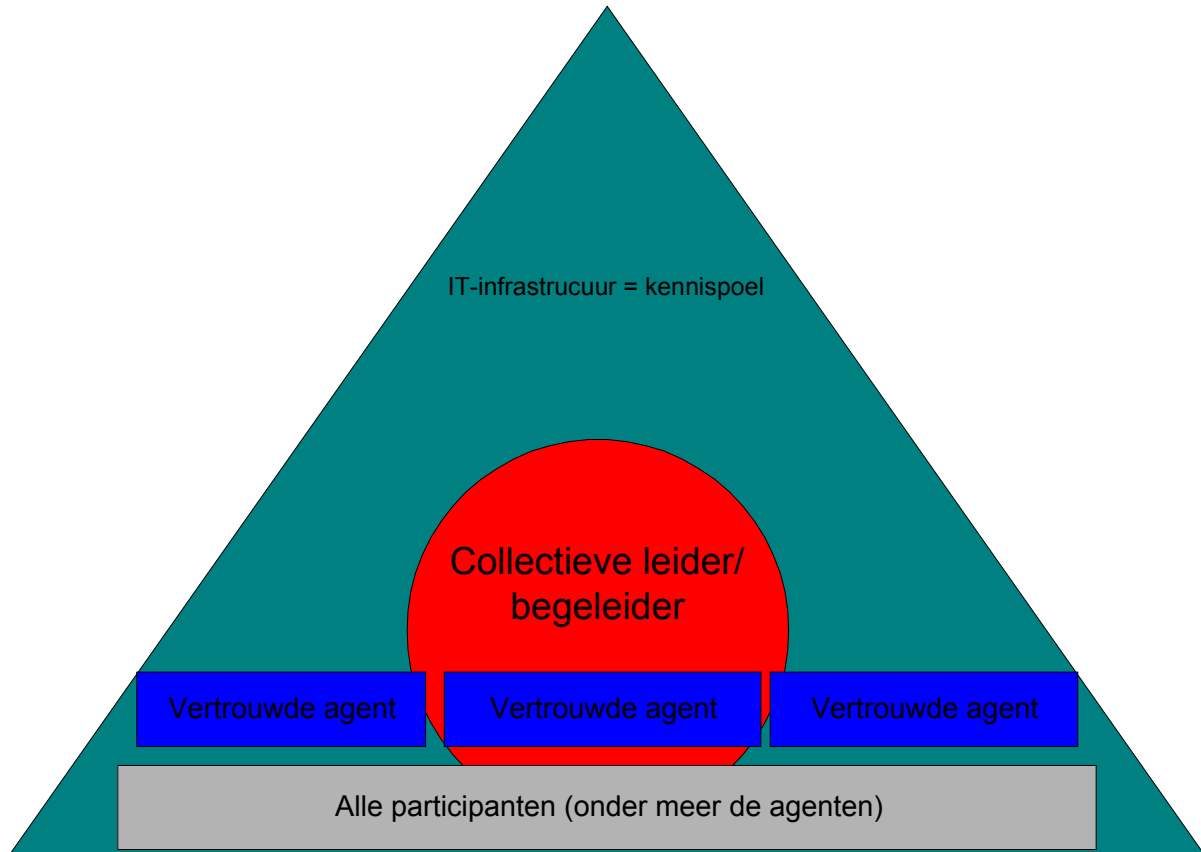 IT-infrastrucuur = kennispoel
Collectieve leider/
begeleider
Vertrouwde agent
Vertrouwde agent
Vertrouwde agent
Alle participanten (onder meer de agenten)